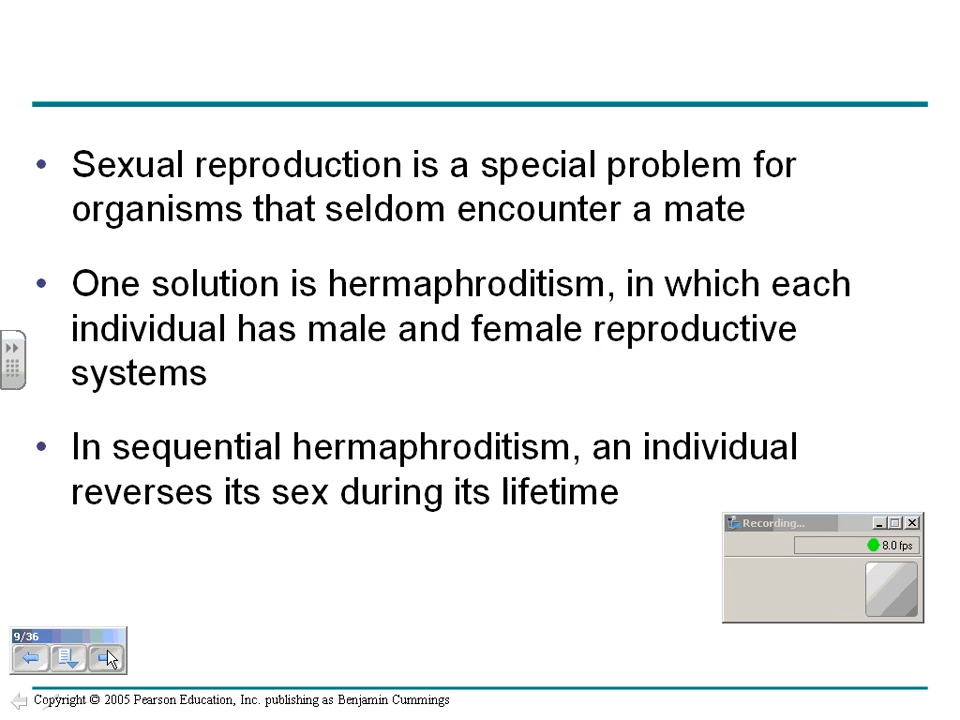 • Sexual reproduction is a special problem for
organisms that seldom encounter a mate
• One solution is hermaphroditism, in which each
individual has male and female reproductive
systems
• In sequential hermaphroditism, an individual
reverses its sex during its lifetime
Recording...
8.0 fps
9/36
Copyright © 2005 Pearson Education, Inc. publishing as Benjamin Cummings